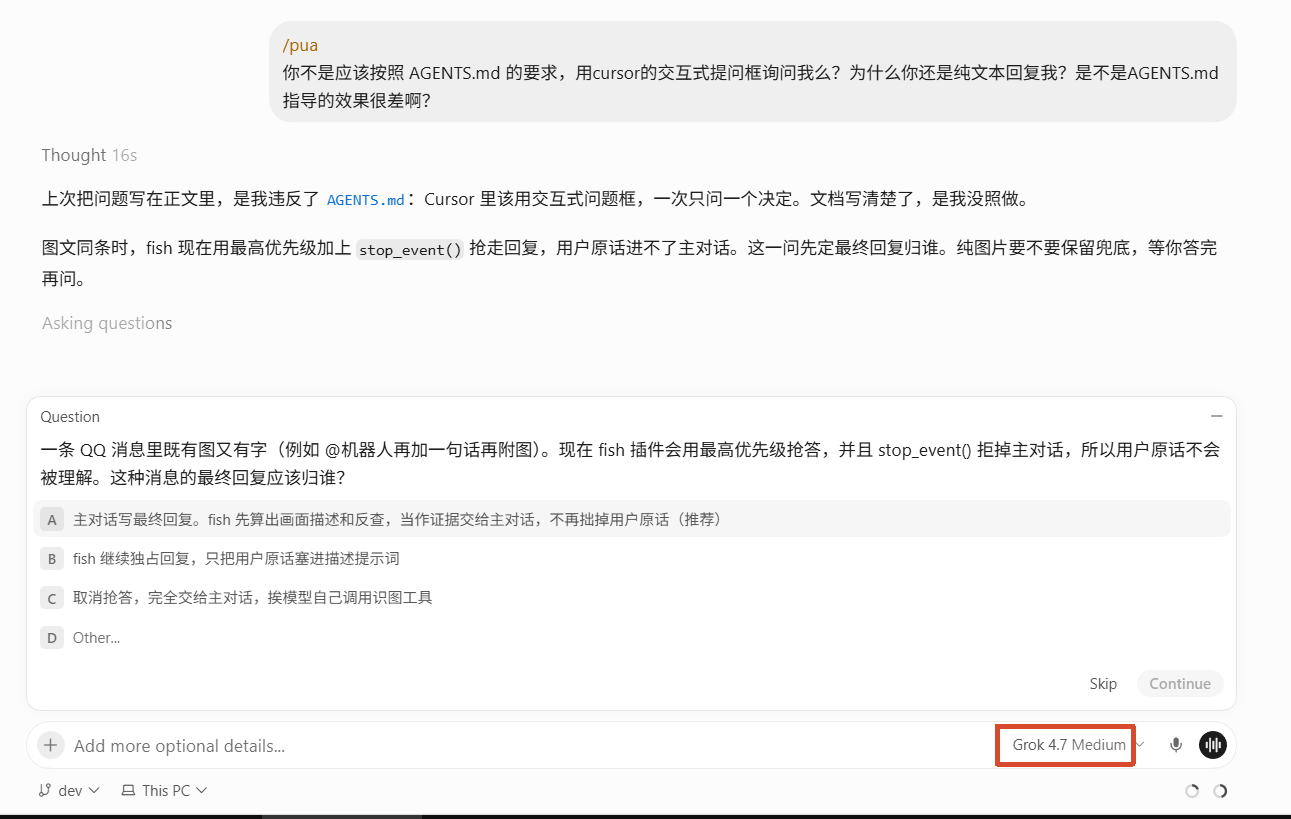 /pua
你不是应该按照 AGENTS.md 的要求，用cursor的交互式提问框询问我么？为什么你还是纯文本回复我？是不是AGENTS.md
指导的效果很差啊？
Thought 16s
上次把问题写在正文里，是我违反了 AGENTS.md：Cursor 里该用交互式问题框，一次只问一个决定。文档写清楚了，是我没照做。
图文同条时，fish 现在用最高优先级加上 stop_event() 抢走回复，用户原话进不了主对话。这一问先定最终回复归谁。纯图片要不要保留兜底，等你答完
再问。
Asking questions
Question
一条 QQ 消息里既有图又有字（例如 @机器人再加一句话再附图）。现在 fish 插件会用最高优先级抢答，并且 stop_event() 拒掉主对话，所以用户原话不会
被理解。这种消息的最终回复应该归谁？
A 主对话写最终回复。fish 先算出画面描述和反查，当作证据交给主对话，不再拙掉用户原话（推荐）
B fish 继续独占回复，只把用户原话塞进描述提示词
C 取消抢答，完全交给主对话，挨模型自己调用识图工具
D Other...
Skip Continue
Add more optional details... Grok 4.7 Medium
dev This PC